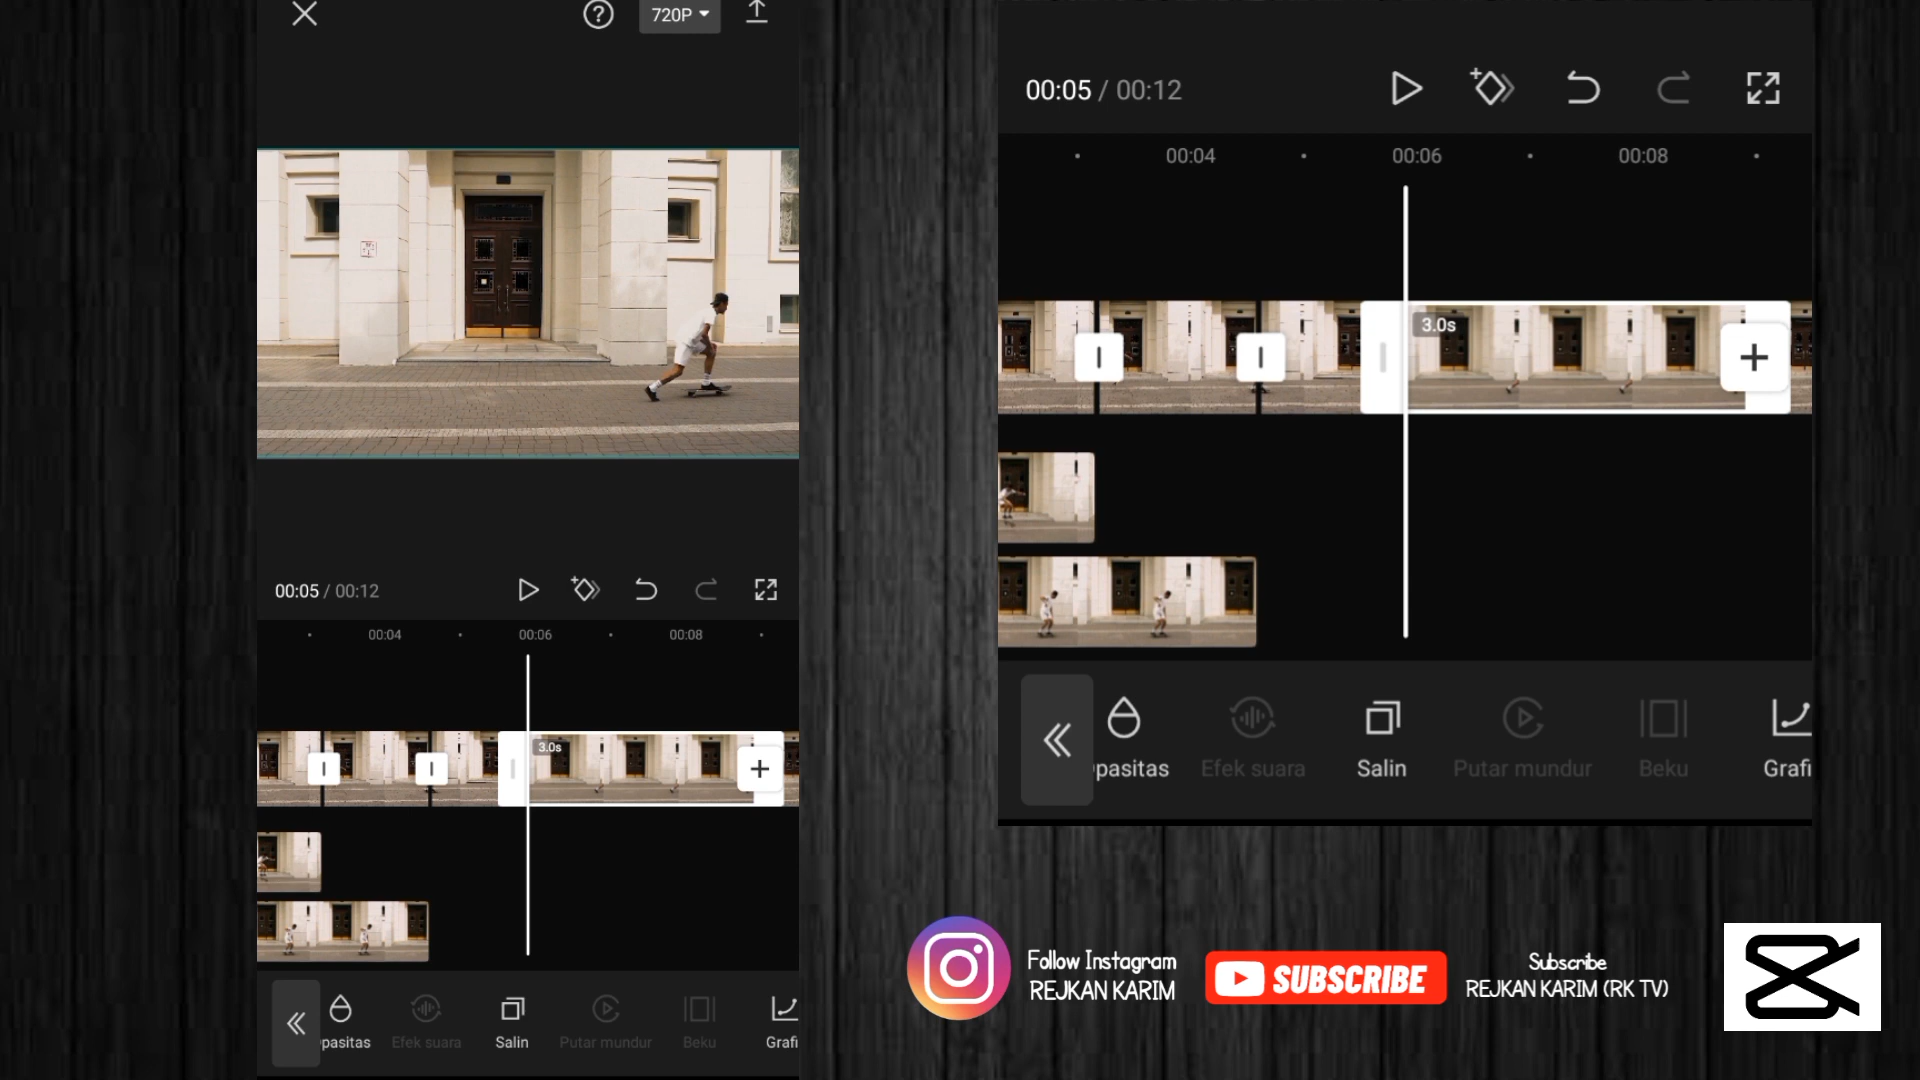 720P
00:05 / 00:12
00:04
00:06
00:08
3.0s
pasitas
Efek suara
Salin
Putar mundur
Beku
Grafi
00:05 / 00:12
00:04
00:06
00:08
3.0s
pasitas
Efek suara
Salin
Putar mundur
Beku
Grafi
Follow Instagram
REJKAN KARIM
SUBSCRIBE
Subscribe
REJKAN KARIM (RK TV)